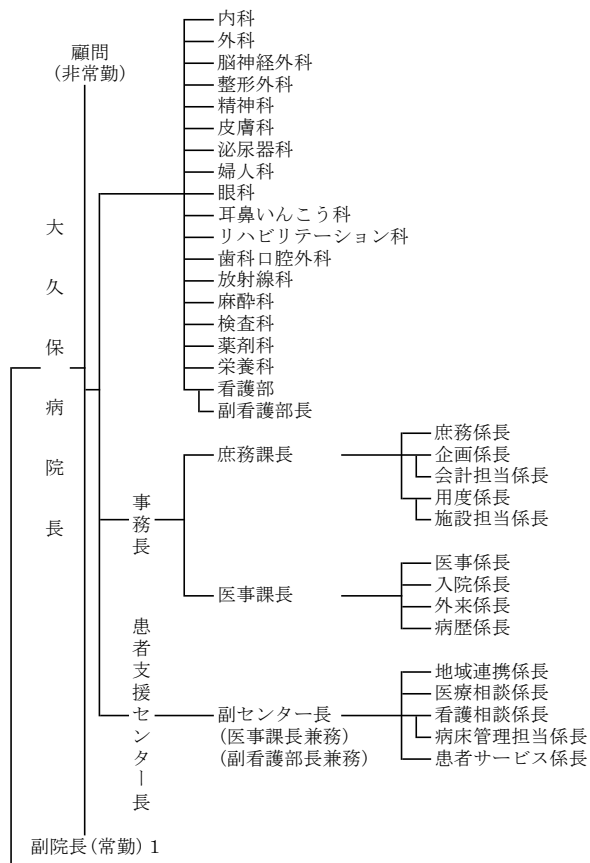 顧問
(非常勤)
大久保病院長
内科
外科
脳神経外科
整形外科
精神科
皮膚科
泌尿器科
婦人科
眼科
耳鼻いんこう科
リハビリテーション科
歯科口腔外科
放射線科
麻酔科
検査科
薬剤科
栄養科
看護部
副看護部長
事務長
庶務課長
庶務係長
企画係長
会計担当係長
用度係長
施設担当係長
医事課長
医事係長
入院係長
外来係長
病歴係長
患者支援センター長
副センター長
(医事課長兼務)
(副看護部長兼務)
地域連携係長
医療相談係長
看護相談係長
病床管理担当係長
患者サービス係長
副院長(常勤) 1